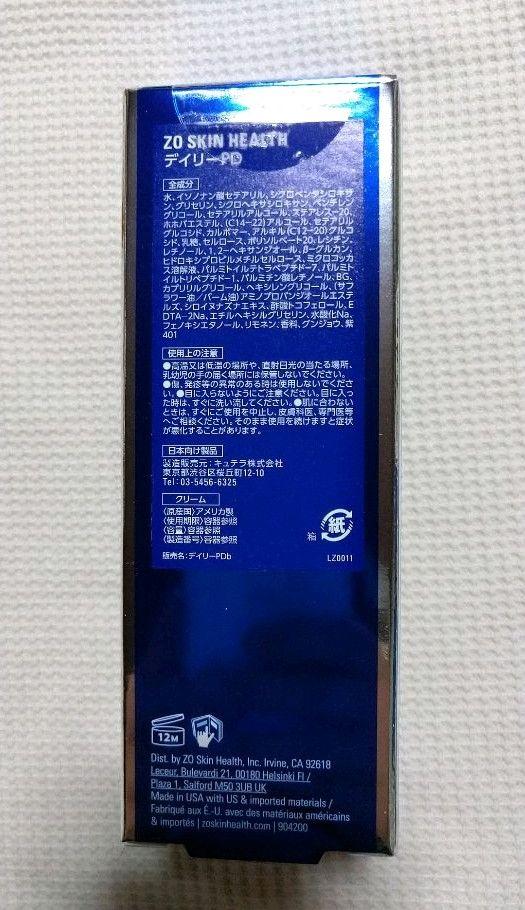 ZO SKIN HEALTH
デイリーPD
全成分
水、イソノナン酸セテアリル、シクロペンタシロキサ
ン、グリセリン、シクロヘキサシロキサン、ペンチレン
グリコール、セテアリルアルコール、ステアレス-20、
ホホバエステル、(C14-22)アルコール、セテアリル
グルコシド、カルボマー、アルキル(C12-20)グルコ
シド、乳糖、セルロース、ポリソルベート20、レシチン、
レチノール、1,2-ヘキサンジオール、β-グルカン、
ヒドロキシプロピルメチルセルロース、ミクロコッカ
ス溶解液、パルミトイルテトラペプチド-7、パルミト
イルトリペプチド-1、パルミチン酸レチノール、BG、
カプリリルグリコール、ヘキシレングリコール、(サフ
ラワー油/パーム油)アミノプロパンジオールエステ
ルズ、シロイヌナズナエキス、酢酸トコフェロール、E
DTA-2Na、エチルヘキシルグリセリン、水酸化Na、
フェノキシエタノール、リモネン、香料、グンジョウ、紫
401
使用上の注意
●高温又は低温の場所や、直射日光の当たる場所、
乳幼児の手の届く場所には保管しないでください。
●傷、発疹等の異常のある時は使用しないでくださ
い。●目に入らないようにご注意ください。目に入っ
た時は、すぐに洗い流してください。●肌に合わない
ときは、すぐにご使用を中止し、皮膚科医、専門医等
へご相談ください。そのまま使用を続けますと症状
が悪化することがあります。
日本向け製品
製造販売元:キュテラ株式会社
東京都渋谷区桜丘町12-10
Tel:03-5456-6325
クリーム
〈原産国〉アメリカ製
〈使用期限〉容器参照
〈容量〉容器参照
〈製造番号〉容器参照
箱 紙
販売名:デイリーPDb
LZ0011
12M
Dist. by ZO Skin Health, Inc. Irvine, CA 92618
Leceur, Bulevardi 21, 00180 Helsinki FI /
Plaza 1, Salford M50 3UB UK
Made in USA with US & imported materials /
Fabriqué aux É.-U. avec des matériaux américains
& importés | zoskinhealth.com | 904200